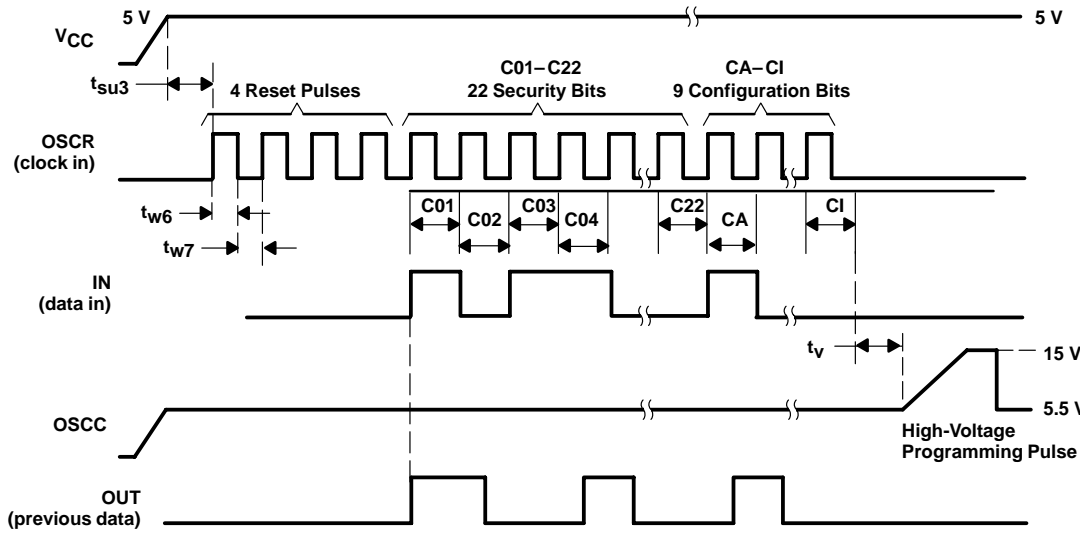 5 V
5 V
VCC
tsu3
C01–C22
22 Security Bits
CA–CI
9 Configuration Bits
4 Reset Pulses
OSCR
(clock in)
C01
C02
C03
C04
C22
CA
CI
tw6
tw7
IN
(data in)
tv
15 V
OSCC
5.5 V
High-Voltage
Programming Pulse
OUT
(previous data)